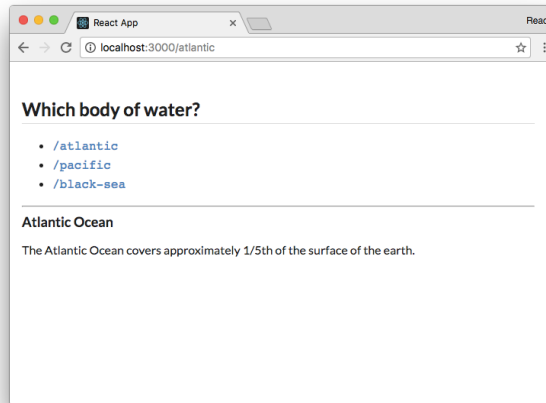 React App
Reac
localhost:3000/atlantic
Which body of water?
/atlantic
/pacific
/black-sea
Atlantic Ocean
The Atlantic Ocean covers approximately 1/5th of the surface of the earth.